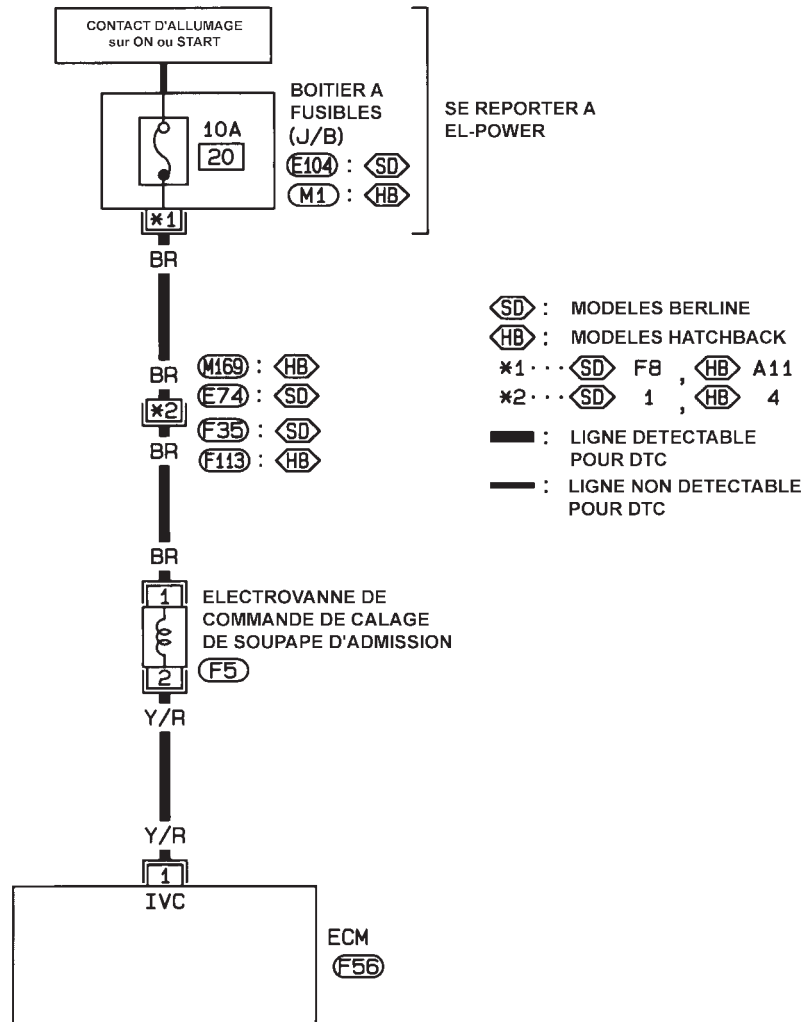 CONTACT D'ALLUMAGE
sur ON ou START
BOITIER A
FUSIBLES
(J/B)
E104 : SD
M1 : HB
10A
20
SE REPORTER A
EL-POWER
*1
BR
BR
*2
BR
M169 : HB
E74 : SD
F35 : SD
F113 : HB
SD : MODELES BERLINE
HB : MODELES HATCHBACK
*1 ··· SD F8 , HB A11
*2 ··· SD 1 , HB 4
: LIGNE DETECTABLE
POUR DTC
: LIGNE NON DETECTABLE
POUR DTC
BR
1
ELECTROVANNE DE
COMMANDE DE CALAGE
DE SOUPAPE D'ADMISSION
F5
2
Y/R
Y/R
1
IVC
ECM
F56